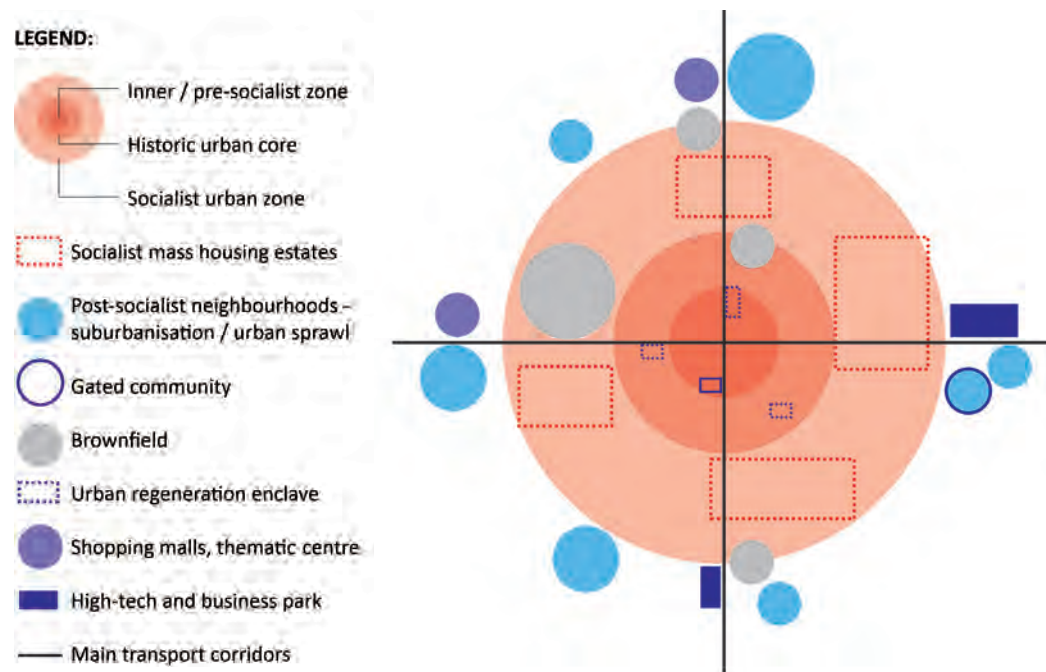 LEGEND:
Inner / pre-socialist zone
Historic urban core
Socialist urban zone
Socialist mass housing estates
Post-socialist neighbourhoods –
suburbanisation / urban sprawl
Gated community
Brownfield
Urban regeneration enclave
Shopping malls, thematic centre
High-tech and business park
Main transport corridors